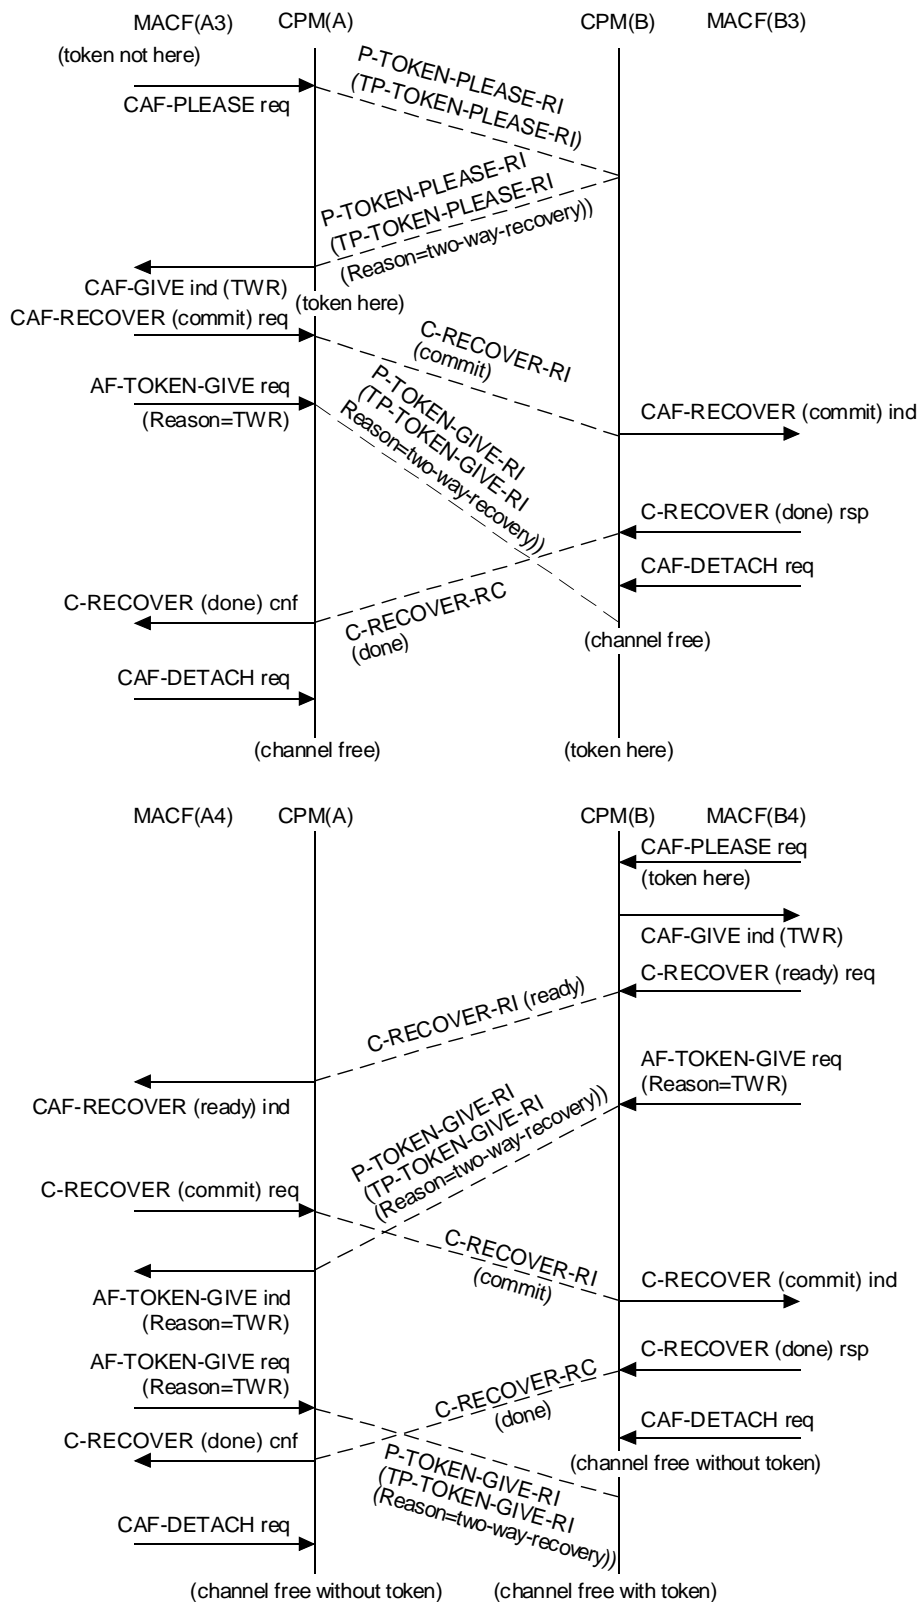 MACF(A3) CPM(A) CPM(B) MACF(B3)
(token not here)
CAF-PLEASE req
P-TOKEN-PLEASE-RI
(TP-TOKEN-PLEASE-RI)
P-TOKEN-PLEASE-RI
(TP-TOKEN-PLEASE-RI
(Reason=two-way-recovery))
CAF-GIVE ind (TWR)
(token here)
CAF-RECOVER (commit) req
C-RECOVER-RI
(commit)
AF-TOKEN-GIVE req
(Reason=TWR)
P-TOKEN-GIVE-RI
(TP-TOKEN-GIVE-RI
Reason=two-way-recovery))
CAF-RECOVER (commit) ind
C-RECOVER (done) rsp
CAF-DETACH req
C-RECOVER (done) cnf
C-RECOVER-RC
(done)
(channel free)
CAF-DETACH req
(channel free) (token here)
MACF(A4) CPM(A) CPM(B) MACF(B4)
CAF-PLEASE req
(token here)
CAF-GIVE ind (TWR)
C-RECOVER (ready) req
C-RECOVER-RI (ready)
AF-TOKEN-GIVE req
(Reason=TWR)
CAF-RECOVER (ready) ind
P-TOKEN-GIVE-RI
(TP-TOKEN-GIVE-RI
(Reason=two-way-recovery))
C-RECOVER (commit) req
C-RECOVER-RI
(commit)
C-RECOVER (commit) ind
AF-TOKEN-GIVE ind
(Reason=TWR)
C-RECOVER (done) rsp
AF-TOKEN-GIVE req
(Reason=TWR)
C-RECOVER-RC
(done)
CAF-DETACH req
C-RECOVER (done) cnf
(channel free without token)
P-TOKEN-GIVE-RI
(TP-TOKEN-GIVE-RI
(Reason=two-way-recovery))
CAF-DETACH req
(channel free without token) (channel free with token)